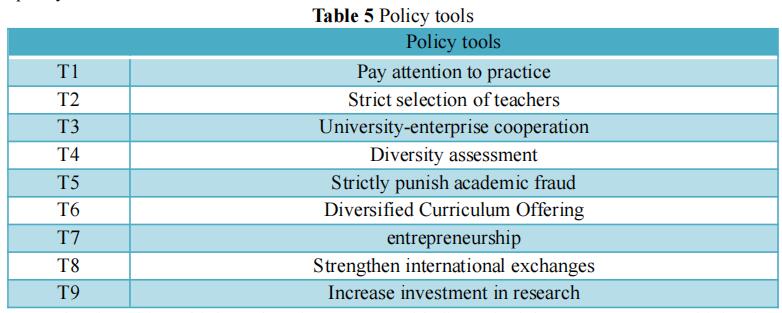 Table 5 Policy tools
Policy tools
T1 Pay attention to practice
T2 Strict selection of teachers
T3 University-enterprise cooperation
T4 Diversity assessment
T5 Strictly punish academic fraud
T6 Diversified Curriculum Offering
T7 entrepreneurship
T8 Strengthen international exchanges
T9 Increase investment in research